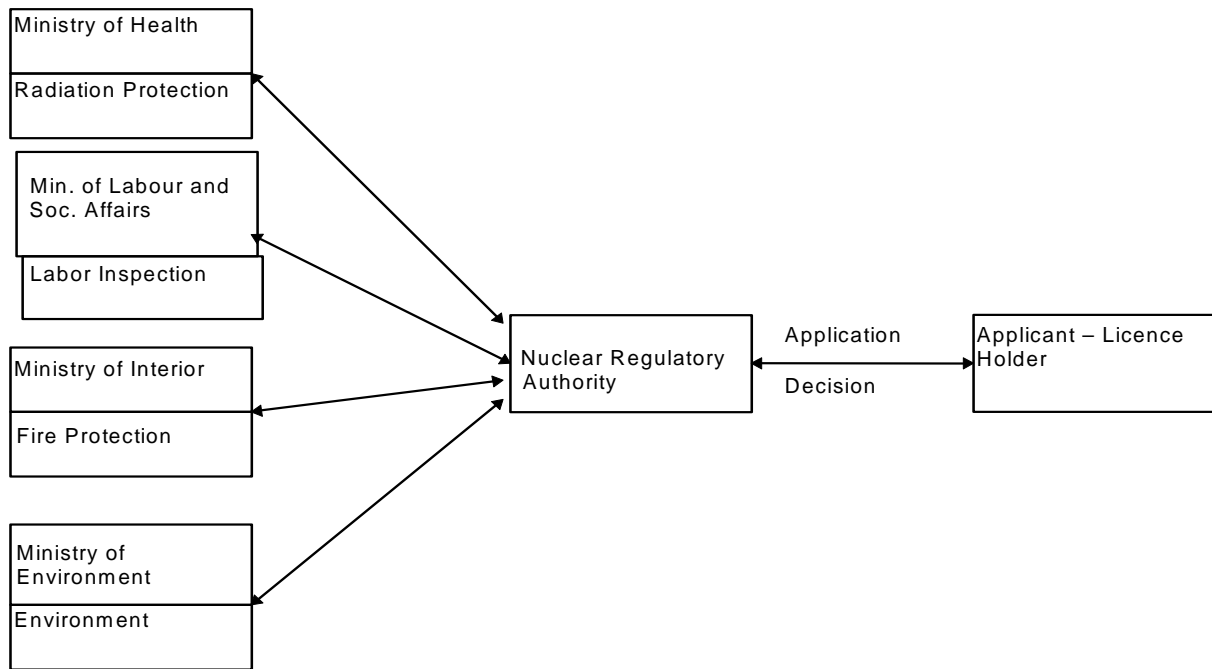 Ministry of Health
Radiation Protection
Min. of Labour and
Soc. Affairs
Labor Inspection
Ministry of Interior
Fire Protection
Ministry of
Environment
Environment
Nuclear Regulatory
Authority
Application
Decision
Applicant – Licence
Holder